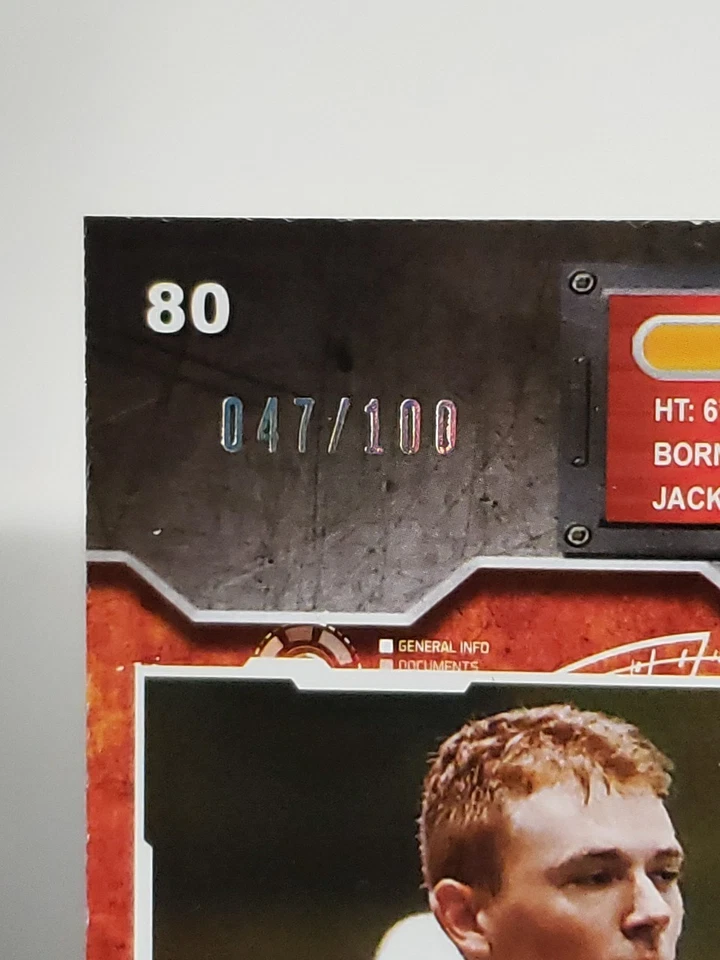 80
047/100
HT: 6'
BORN
JACK
GENERAL INFO
DOCUMENTS